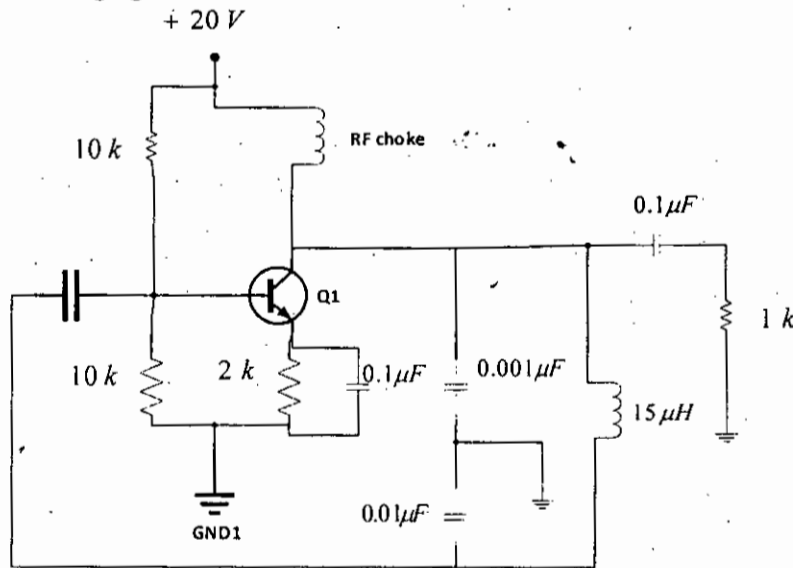 + 20 V
10 k
RF choke
0.1μF
Q1
1 k
10 k
2 k
0.1μF
0.001μF
15 μH
0.01μF
GND1